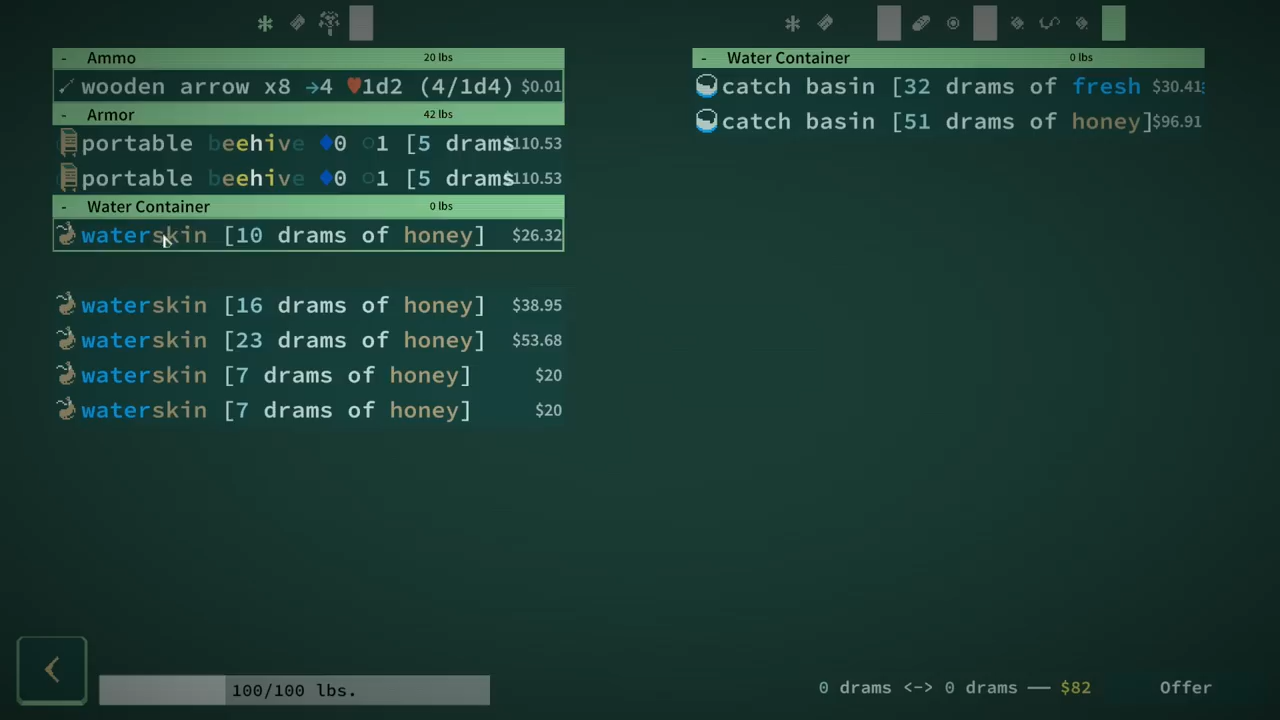 - Ammo 20 lbs
wooden arrow x8 →4 ♥1d2 (4/1d4) $0.01
- Armor 42 lbs
portable beehive ♦0 ○1 [5 drams $110.53
portable beehive ♦0 ○1 [5 drams $110.53
- Water Container 0 lbs
waterskin [10 drams of honey] $26.32
waterskin [16 drams of honey] $38.95
waterskin [23 drams of honey] $53.68
waterskin [7 drams of honey] $20
waterskin [7 drams of honey] $20
- Water Container 0 lbs
catch basin [32 drams of fresh $30.41
catch basin [51 drams of honey] $96.91
100/100 lbs.
0 drams <-> 0 drams — $82
Offer